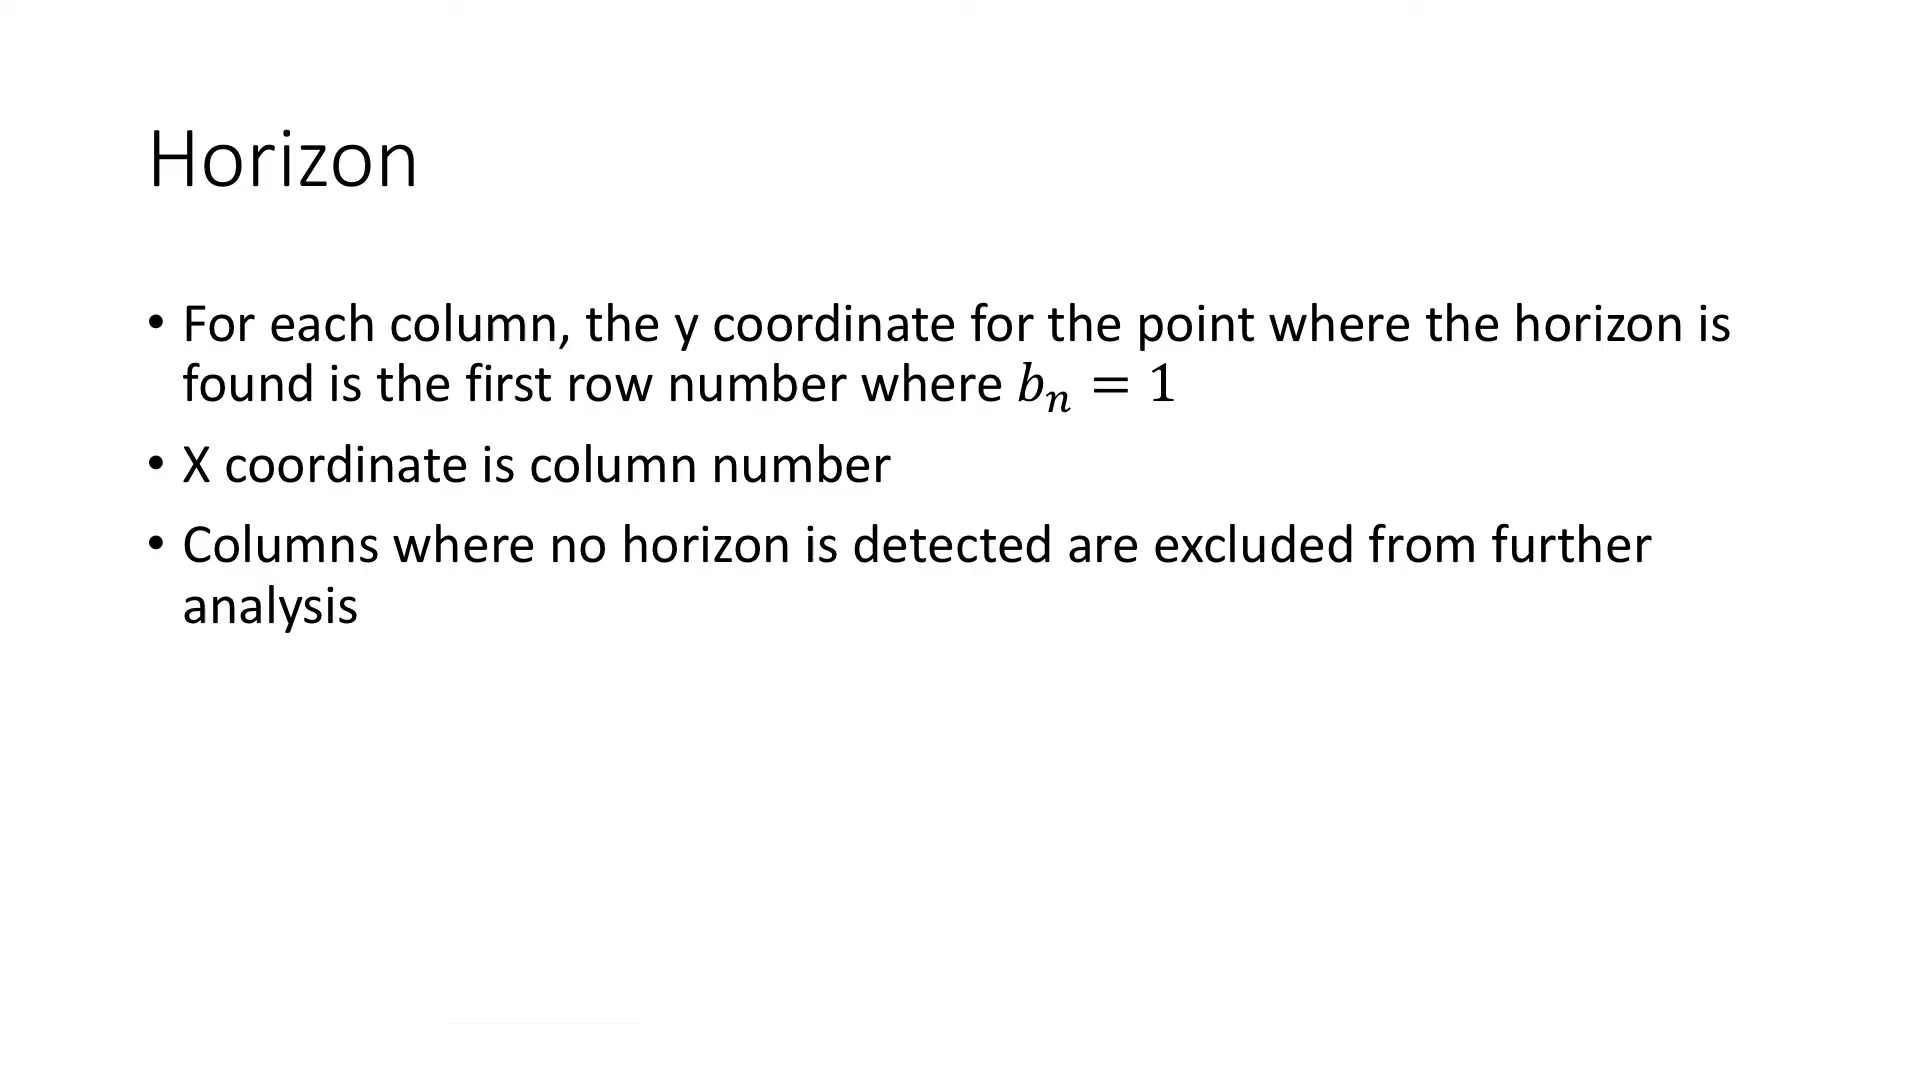 Horizon
• For each column, the y coordinate for the point where the horizon is
found is the first row number where $b_n = 1$
• X coordinate is column number
• Columns where no horizon is detected are excluded from further
analysis